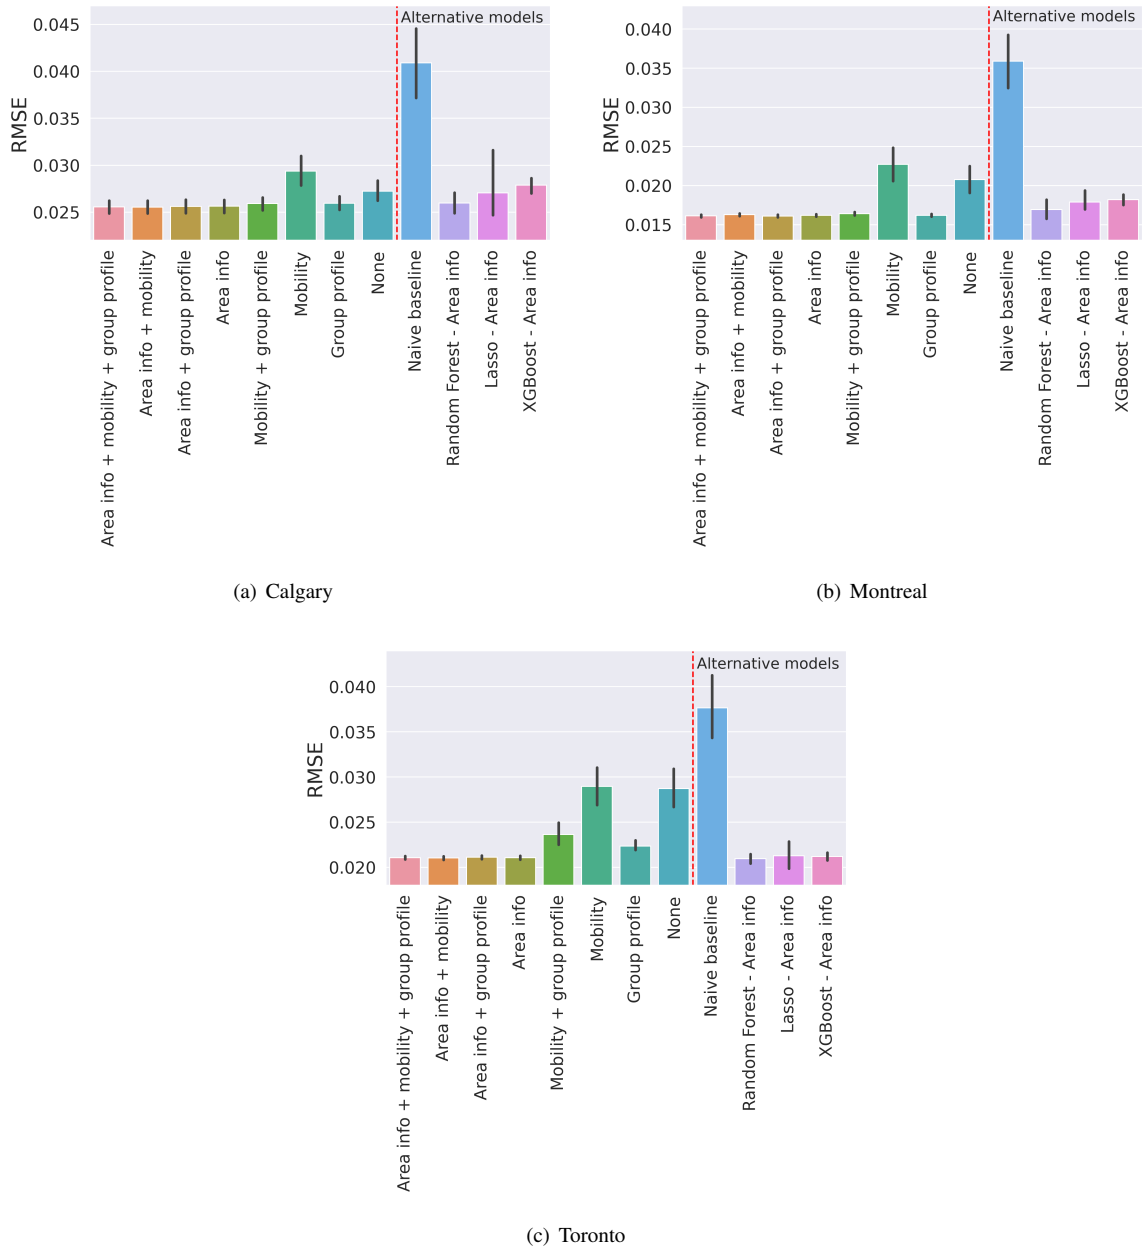 Alternative models
0.045
0.040
0.035
0.030
0.025
RMSE
Area info + mobility + group profile
Area info + mobility
Area info + group profile
Area info
Mobility + group profile
Mobility
Group profile
None
Naive baseline
Random Forest - Area info
Lasso - Area info
XGBoost - Area info
(a) Calgary
Alternative models
0.040
0.035
0.030
0.025
0.020
0.015
RMSE
Area info + mobility + group profile
Area info + mobility
Area info + group profile
Area info
Mobility + group profile
Mobility
Group profile
None
Naive baseline
Random Forest - Area info
Lasso - Area info
XGBoost - Area info
(b) Montreal
Alternative models
0.040
0.035
0.030
0.025
0.020
RMSE
Area info + mobility + group profile
Area info + mobility
Area info + group profile
Area info
Mobility + group profile
Mobility
Group profile
None
Naive baseline
Random Forest - Area info
Lasso - Area info
XGBoost - Area info
(c) Toronto